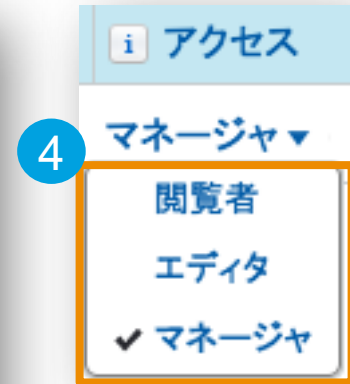 i アクセス
マネージャ▼
4
閲覧者
エディタ
✔ マネージャ